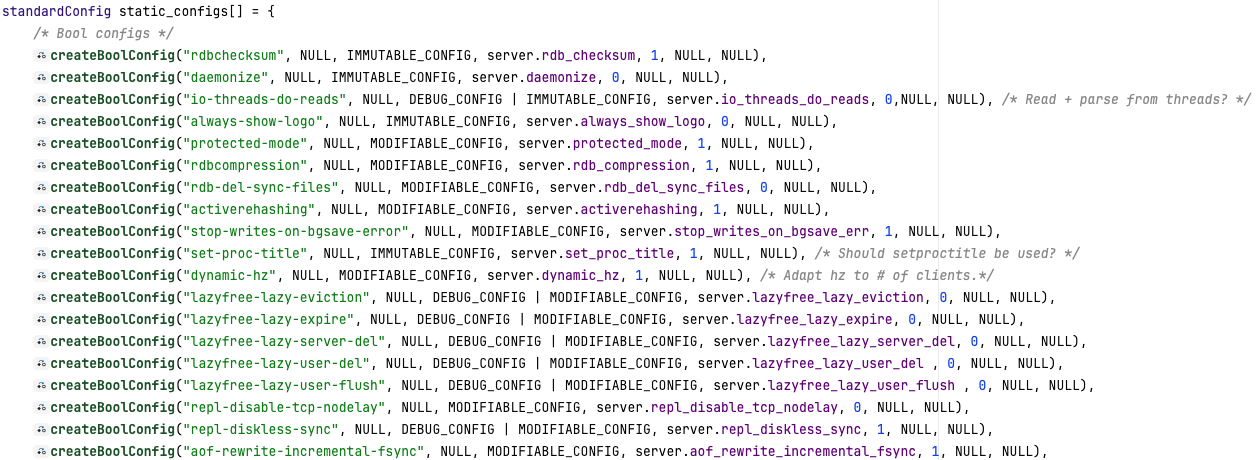 standardConfig static_configs[] = {
    /* Bool configs */
    createBoolConfig("rdbchecksum", NULL, IMMUTABLE_CONFIG, server.rdb_checksum, 1, NULL, NULL),
    createBoolConfig("daemonize", NULL, IMMUTABLE_CONFIG, server.daemonize, 0, NULL, NULL),
    createBoolConfig("io-threads-do-reads", NULL, DEBUG_CONFIG | IMMUTABLE_CONFIG, server.io_threads_do_reads, 0,NULL, NULL), /* Read + parse from threads? */
    createBoolConfig("always-show-logo", NULL, IMMUTABLE_CONFIG, server.always_show_logo, 0, NULL, NULL),
    createBoolConfig("protected-mode", NULL, MODIFIABLE_CONFIG, server.protected_mode, 1, NULL, NULL),
    createBoolConfig("rdbcompression", NULL, MODIFIABLE_CONFIG, server.rdb_compression, 1, NULL, NULL),
    createBoolConfig("rdb-del-sync-files", NULL, MODIFIABLE_CONFIG, server.rdb_del_sync_files, 0, NULL, NULL),
    createBoolConfig("activerehashing", NULL, MODIFIABLE_CONFIG, server.activerehashing, 1, NULL, NULL),
    createBoolConfig("stop-writes-on-bgsave-error", NULL, MODIFIABLE_CONFIG, server.stop_writes_on_bgsave_err, 1, NULL, NULL),
    createBoolConfig("set-proc-title", NULL, IMMUTABLE_CONFIG, server.set_proc_title, 1, NULL, NULL), /* Should setproctitle be used? */
    createBoolConfig("dynamic-hz", NULL, MODIFIABLE_CONFIG, server.dynamic_hz, 1, NULL, NULL), /* Adapt hz to # of clients.*/
    createBoolConfig("lazyfree-lazy-eviction", NULL, DEBUG_CONFIG | MODIFIABLE_CONFIG, server.lazyfree_lazy_eviction, 0, NULL, NULL),
    createBoolConfig("lazyfree-lazy-expire", NULL, DEBUG_CONFIG | MODIFIABLE_CONFIG, server.lazyfree_lazy_expire, 0, NULL, NULL),
    createBoolConfig("lazyfree-lazy-server-del", NULL, DEBUG_CONFIG | MODIFIABLE_CONFIG, server.lazyfree_lazy_server_del, 0, NULL, NULL),
    createBoolConfig("lazyfree-lazy-user-del", NULL, DEBUG_CONFIG | MODIFIABLE_CONFIG, server.lazyfree_lazy_user_del , 0, NULL, NULL),
    createBoolConfig("lazyfree-lazy-user-flush", NULL, DEBUG_CONFIG | MODIFIABLE_CONFIG, server.lazyfree_lazy_user_flush , 0, NULL, NULL),
    createBoolConfig("repl-disable-tcp-nodelay", NULL, MODIFIABLE_CONFIG, server.repl_disable_tcp_nodelay, 0, NULL, NULL),
    createBoolConfig("repl-diskless-sync", NULL, DEBUG_CONFIG | MODIFIABLE_CONFIG, server.repl_diskless_sync, 1, NULL, NULL),
    createBoolConfig("aof-rewrite-incremental-fsync", NULL, MODIFIABLE_CONFIG, server.aof_rewrite_incremental_fsync, 1, NULL, NULL),